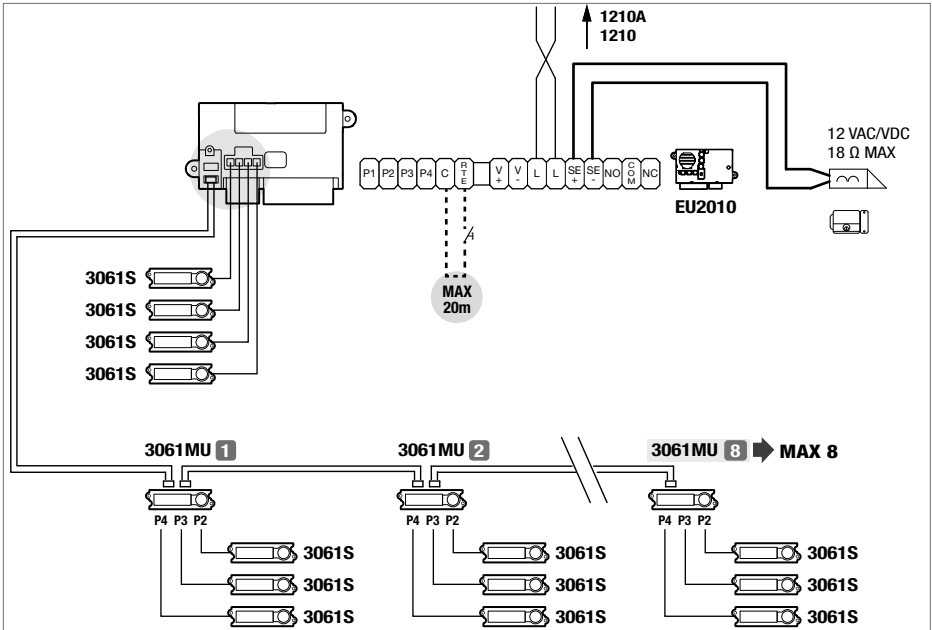 1210A
1210
12 VAC/VDC
18 Ω MAX
P1 P2 P3 P4 C RTE V+ V- L L SE+ SE- NO COM NC
EU2010
MAX
20m
3061S
3061S
3061S
3061S
3061MU 1
3061MU 2
3061MU 8 MAX 8
P4 P3 P2
P4 P3 P2
P4 P3 P2
3061S
3061S
3061S
3061S
3061S
3061S
3061S
3061S
3061S